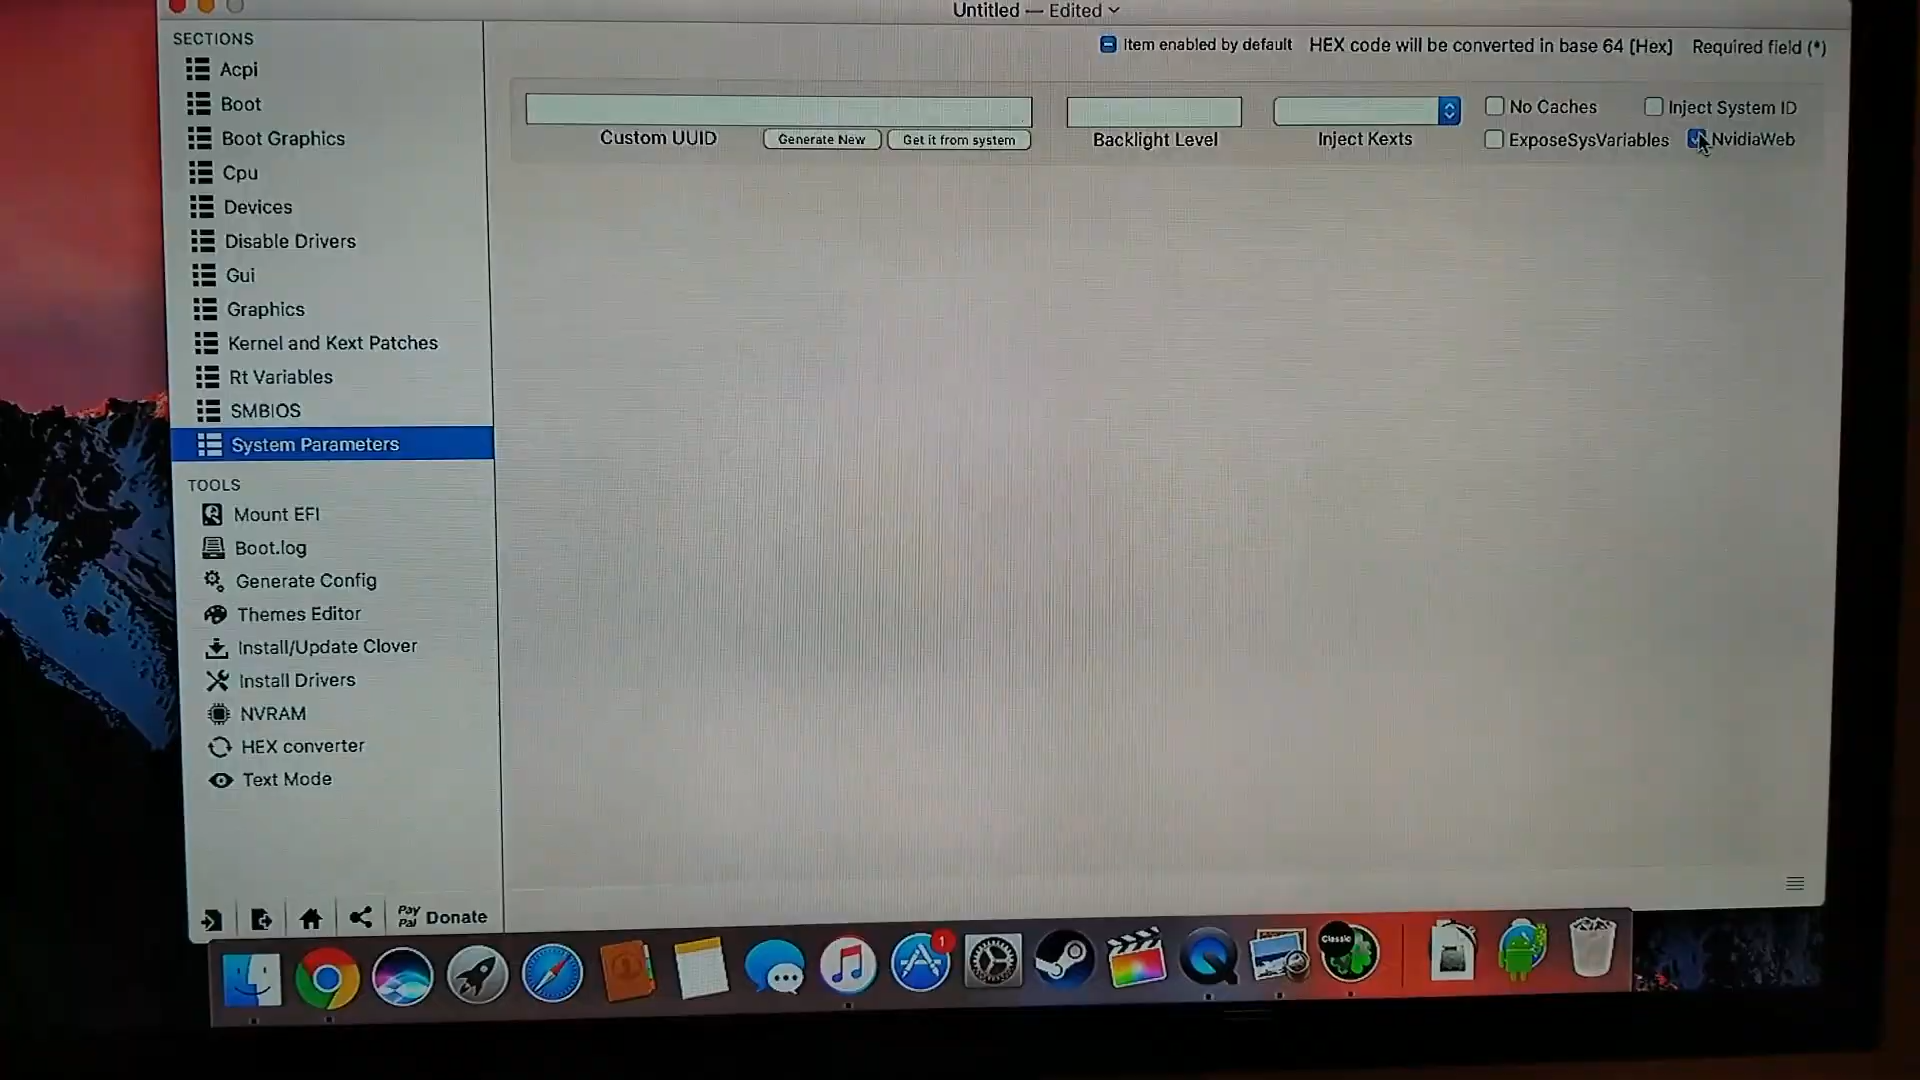 Untitled — Edited
SECTIONS
Acpi
Boot
Boot Graphics
Cpu
Devices
Disable Drivers
Gui
Graphics
Kernel and Kext Patches
Rt Variables
SMBIOS
System Parameters
TOOLS
Mount EFI
Boot.log
Generate Config
Themes Editor
Install/Update Clover
Install Drivers
NVRAM
HEX converter
Text Mode
Pay Pal Donate
Item enabled by default HEX code will be converted in base 64 [Hex] Required field (*)
No Caches Inject System ID
Custom UUID Generate New Get it from system Backlight Level Inject Kexts ExposeSysVariables NvidiaWeb
1
Classic